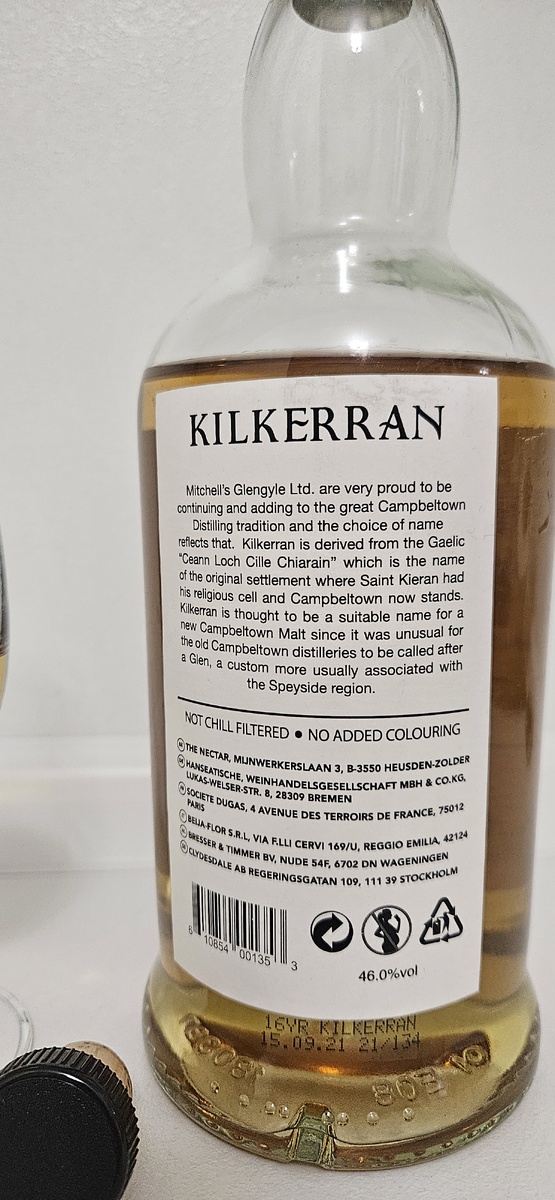 KILKERRAN
Mitchell's Glengyle Ltd. are very proud to be
continuing and adding to the great Campbeltown
Distilling tradition and the choice of name
reflects that. Kilkerran is derived from the Gaelic
"Ceann Loch Cille Chiarain" which is the name
of the original settlement where Saint Kieran had
his religious cell and Campbeltown now stands.
Kilkerran is thought to be a suitable name for a
new Campbeltown Malt since it was unusual for
the old Campbeltown distilleries to be called after
a Glen, a custom more usually associated with
the Speyside region.
NOT CHILL FILTERED • NO ADDED COLOURING
THE NECTAR, MIJNWERKERSLAAN 3, B-3550 HEUSDEN-ZOLDER
HANSEATISCHE, WEINHANDELSGESELLSCHAFT MBH & CO.KG,
LUKAS-WELSER-STR. 8, 28309 BREMEN
SOCIETE DUGAS, 4 AVENUE DES TERROIRS DE FRANCE, 75012
PARIS
BEIJA-FLOR S.R.L, VIA F.LLI CERVI 169/U, REGGIO EMILIA, 42124
BRESSER & TIMMER BV, NUDE 54F, 6702 DN WAGENINGEN
CLYDESDALE AB REGERINGSGATAN 109, 111 39 STOCKHOLM
6 10854 00135 3
46.0%vol
16YR KILKERRAN
15.09.21 21/134